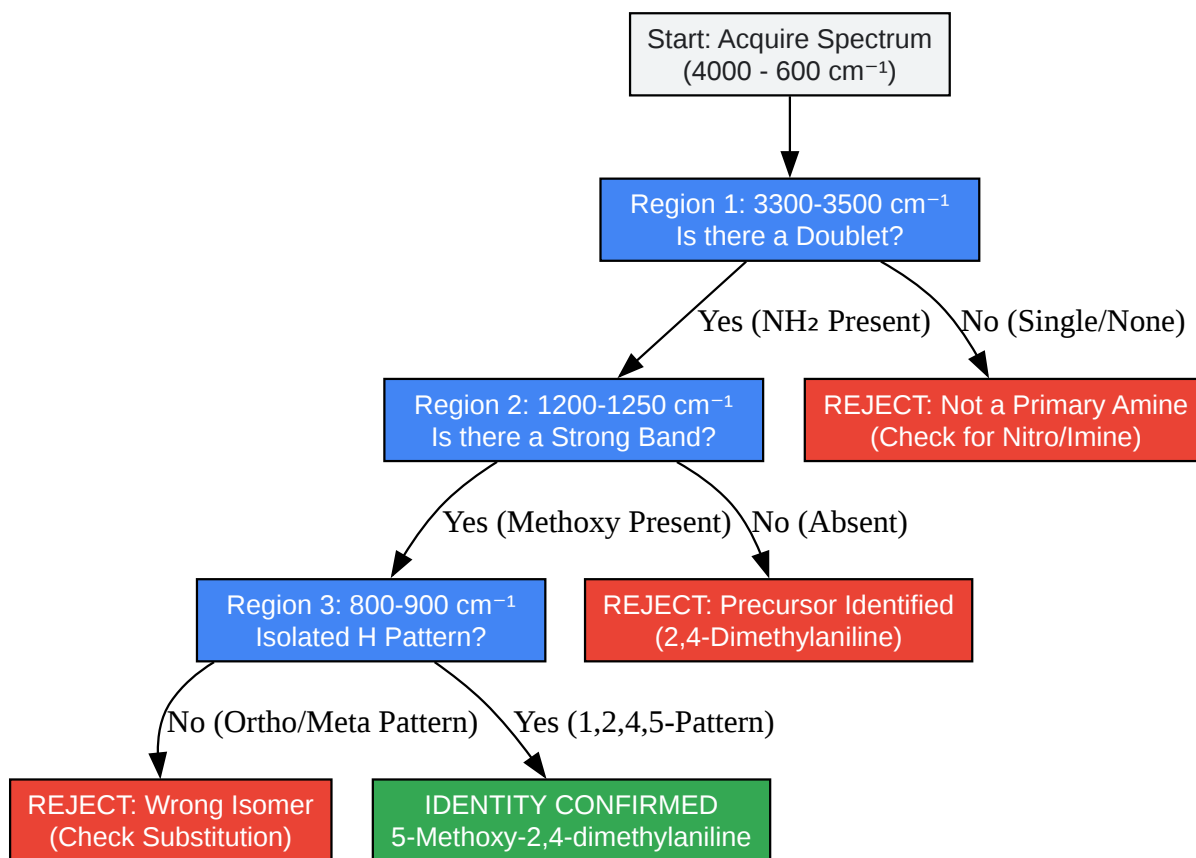 Start: Acquire Spectrum
(4000 - 600 cm⁻¹)
Region 1: 3300-3500 cm⁻¹
Is there a Doublet?
Yes (NH₂ Present)
No (Single/None)
Region 2: 1200-1250 cm⁻¹
Is there a Strong Band?
REJECT: Not a Primary Amine
(Check for Nitro/Imine)
Yes (Methoxy Present)
No (Absent)
Region 3: 800-900 cm⁻¹
Isolated H Pattern?
REJECT: Precursor Identified
(2,4-Dimethylaniline)
No (Ortho/Meta Pattern)
Yes (1,2,4,5-Pattern)
REJECT: Wrong Isomer
(Check Substitution)
IDENTITY CONFIRMED
5-Methoxy-2,4-dimethylaniline